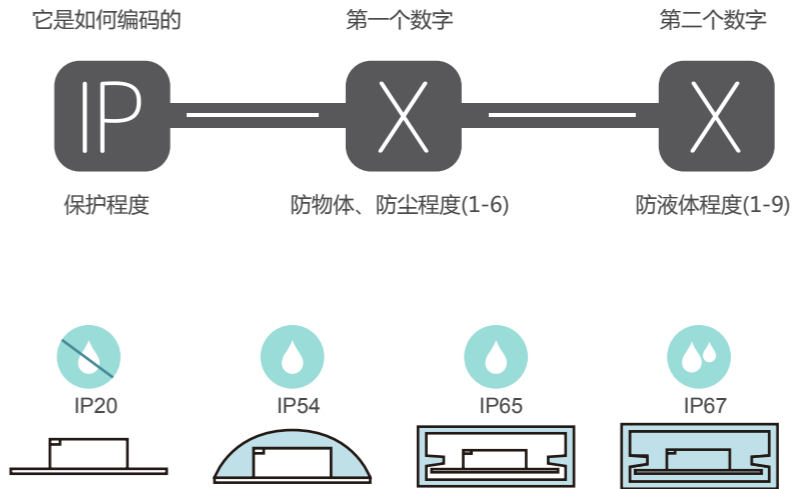 它是如何编码的 第一个数字 第二个数字
IP X X
保护程度 防物体、防尘程度(1-6) 防液体程度(1-9)
IP20 IP54 IP65 IP67